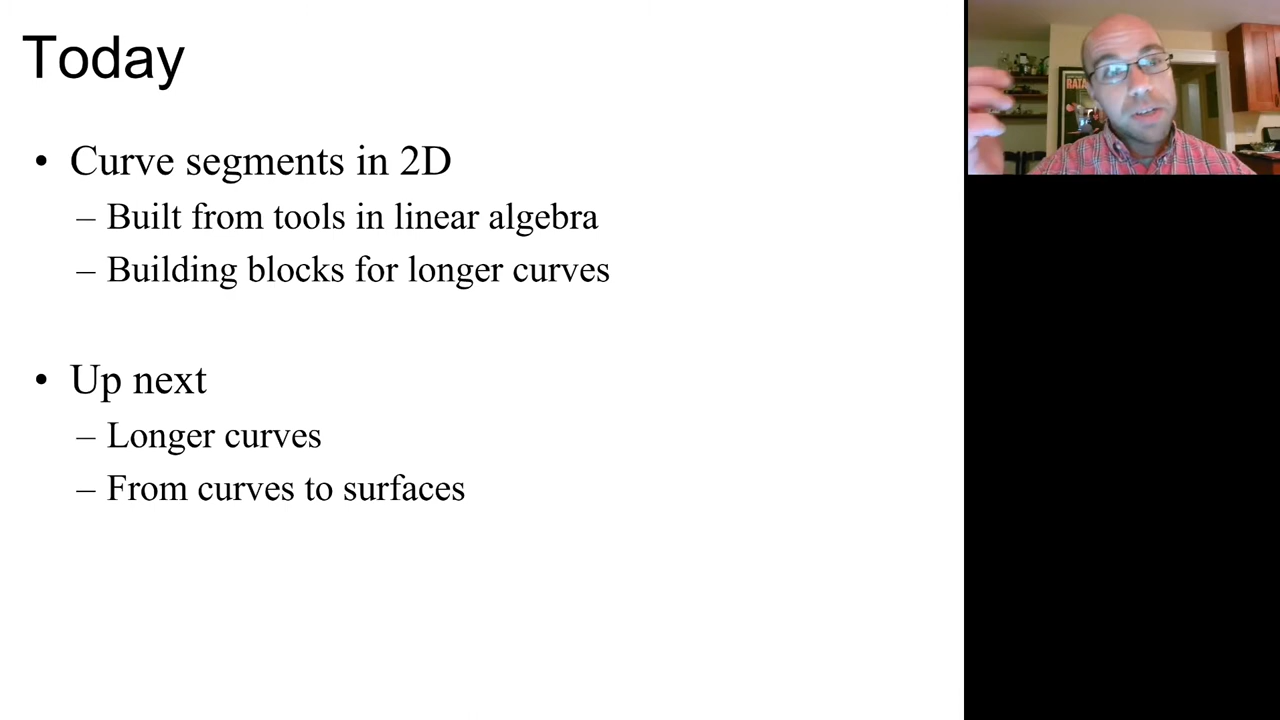 Today
• Curve segments in 2D
– Built from tools in linear algebra
– Building blocks for longer curves
• Up next
– Longer curves
– From curves to surfaces
RATA